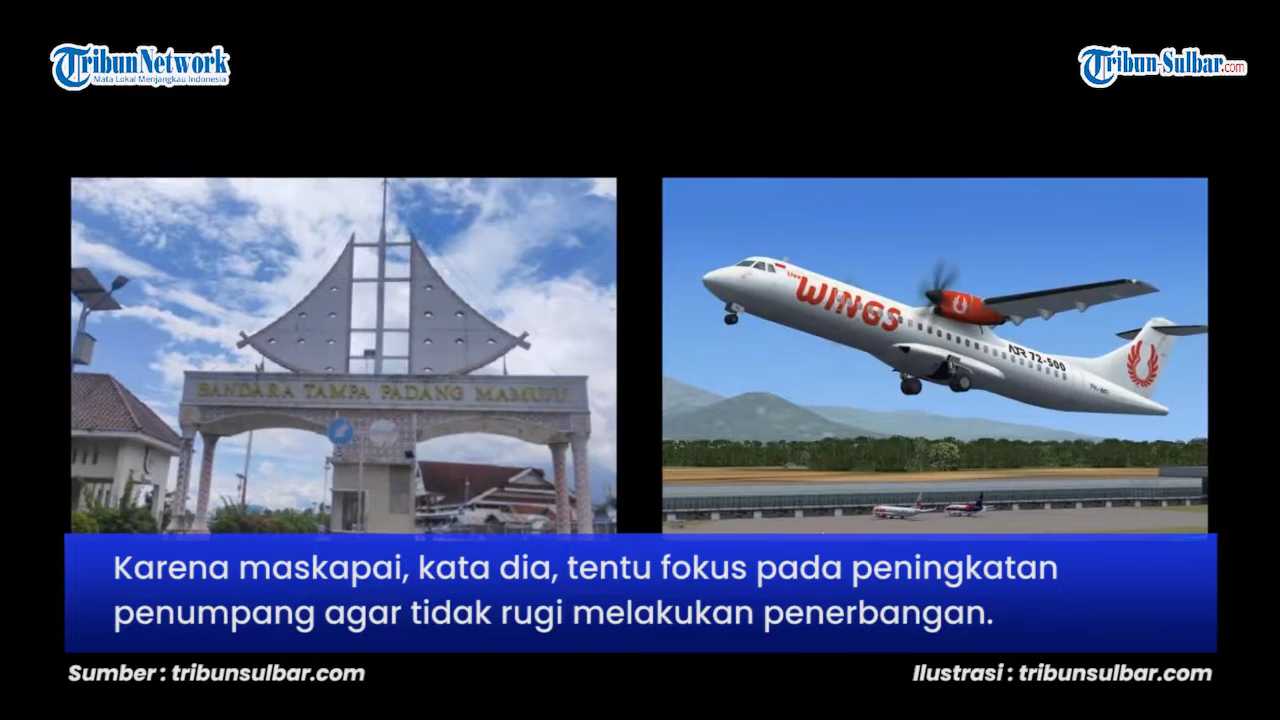 TribunNetwork
Mata Lokal Menjangkau Indonesia
Tribun-Sulbar.com
BANDARA TAMPA PADANG MAMUJU
Lion
WINGS
ATR 72-500
Karena maskapai, kata dia, tentu fokus pada peningkatan
penumpang agar tidak rugi melakukan penerbangan.
Sumber : tribunsulbar.com
Ilustrasi : tribunsulbar.com